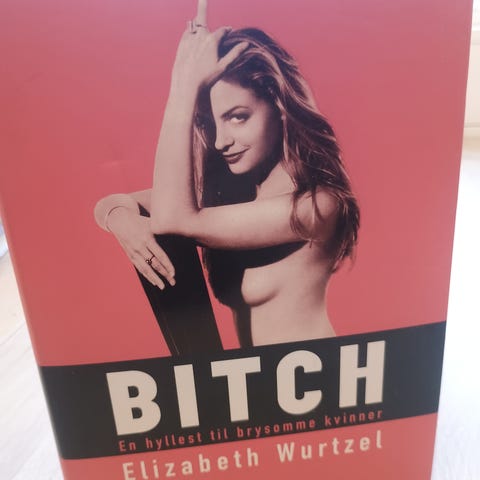 BITCH
En hyllest til brysomme kvinner
Elizabeth Wurtzel